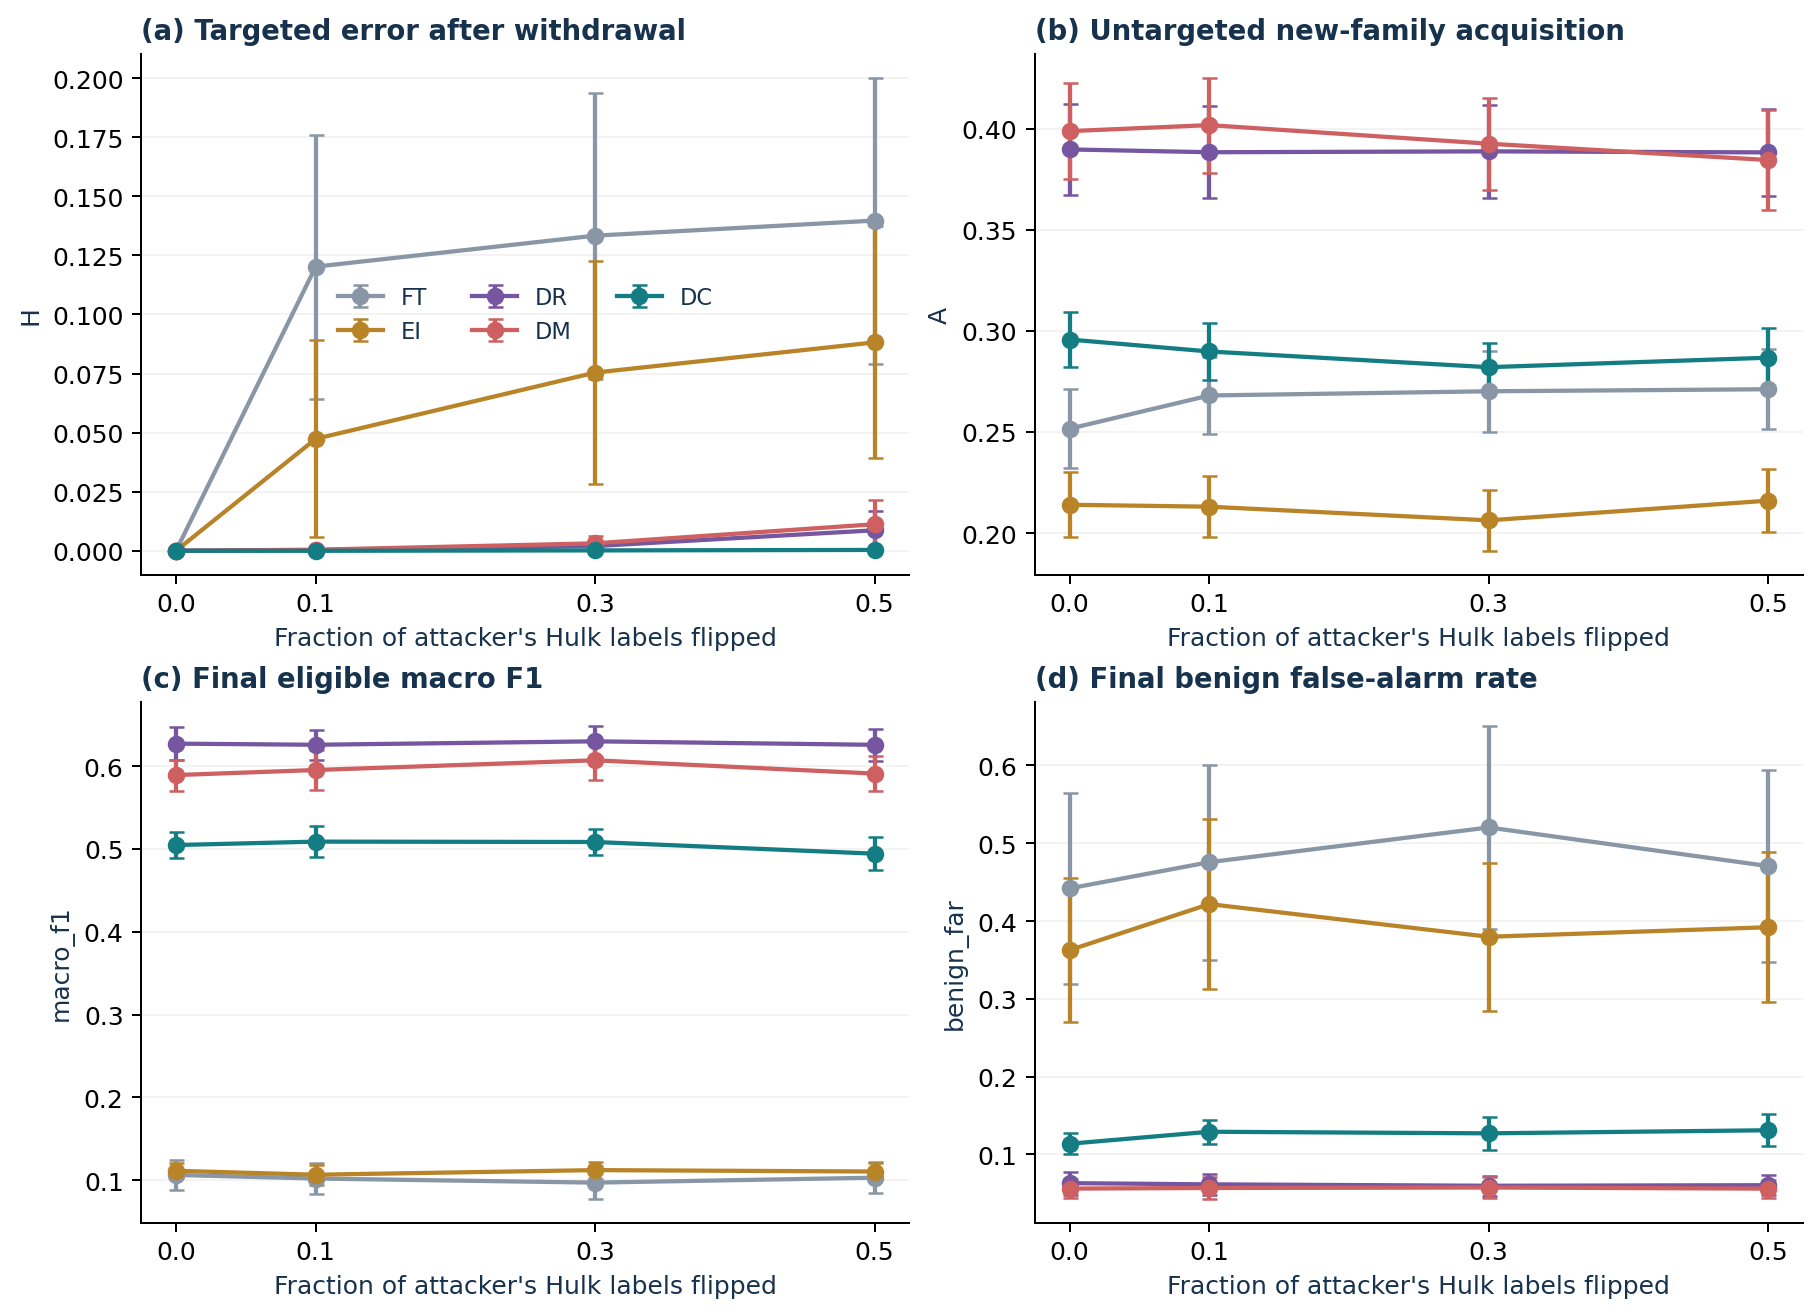 (a) Targeted error after withdrawal
0.200
0.175
0.150
0.125
0.100
0.075
0.050
0.025
0.000
H
FT
DR
DC
EI
DM
0.0
0.1
0.3
0.5
Fraction of attacker's Hulk labels flipped
(b) Untargeted new-family acquisition
0.40
0.35
0.30
0.25
0.20
A
0.0
0.1
0.3
0.5
Fraction of attacker's Hulk labels flipped
(c) Final eligible macro F1
0.6
0.5
0.4
0.3
0.2
0.1
macro_f1
0.0
0.1
0.3
0.5
Fraction of attacker's Hulk labels flipped
(d) Final benign false-alarm rate
0.6
0.5
0.4
0.3
0.2
0.1
benign_far
0.0
0.1
0.3
0.5
Fraction of attacker's Hulk labels flipped